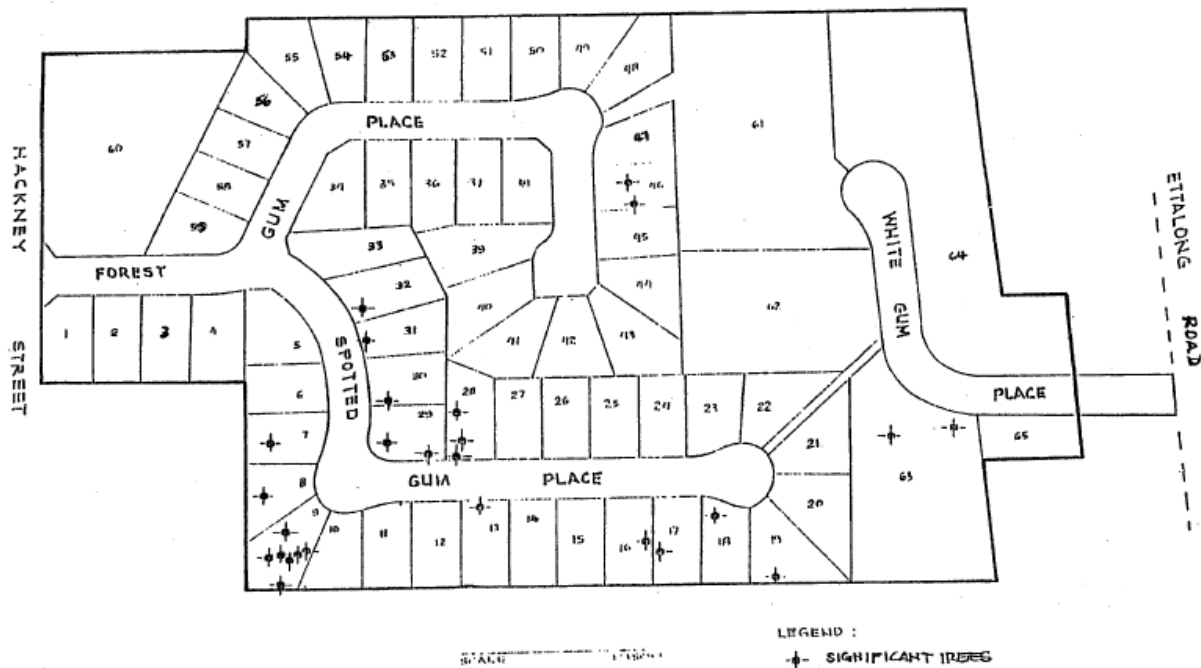 55 54 53 52 51 50 49 48
56
PLACE
61
60
57
47
58
34 35 36 37
46
59
GUM
WHITE
GUM
HACKNEY
STREET
33
39
45
64
ETTALONG
ROAD
FOREST
32
40
44
62
1 2 3 4
5
31
41 42 43
SPOTTED
30
6
28 27 26 25 24 23 22
PLACE
29
7
21
65
8
GUM PLACE
63
9
20
10 11 12 13 14 15 16 17 18 19
LEGEND :
SCALE
SIGNIFICANT TREES